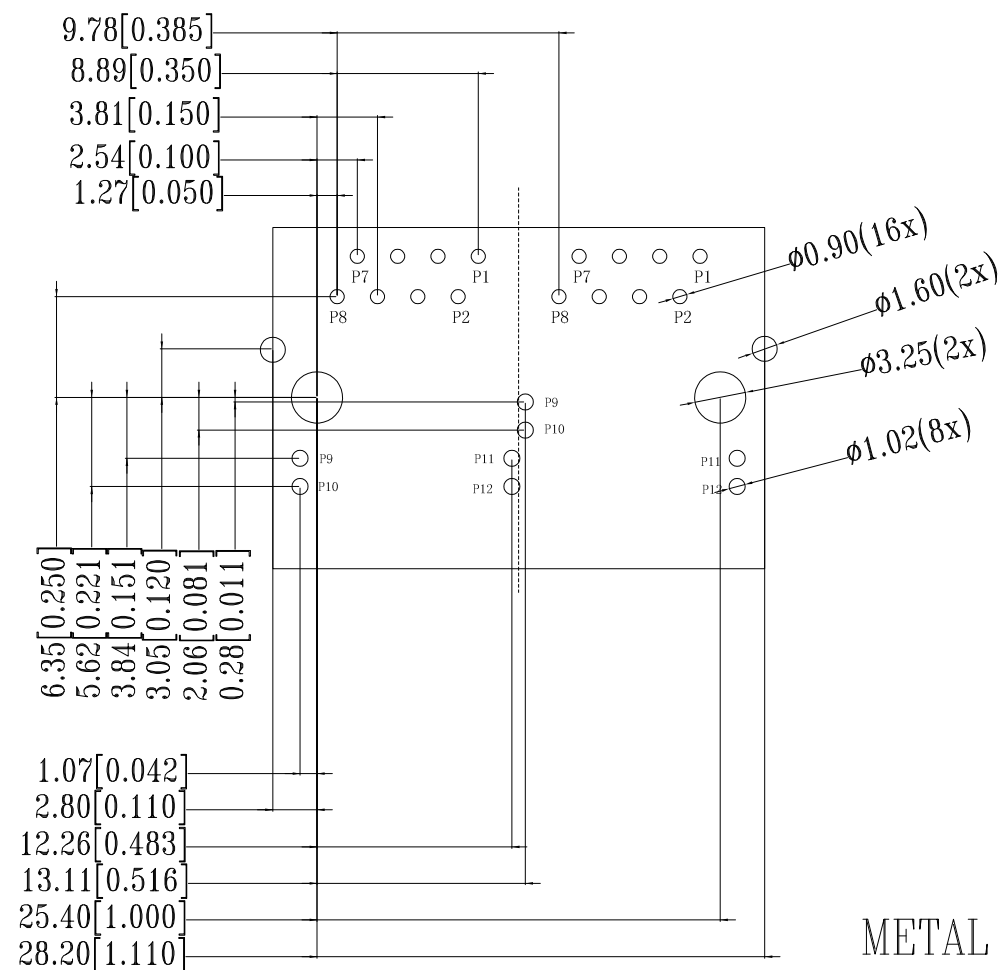 9.78[0.385]
8.89[0.350]
3.81[0.150]
2.54[0.100]
1.27[0.050]
ø0.90(16x)
ø1.60(2x)
ø3.25(2x)
ø1.02(8x)
P7 P1 P7 P1
P8 P2 P8 P2
P9
P10
P9 P11 P11
P10 P12 P12
6.35[0.250]
5.62[0.221]
3.84[0.151]
3.05[0.120]
2.06[0.081]
0.28[0.011]
1.07[0.042]
2.80[0.110]
12.26[0.483]
13.11[0.516]
25.40[1.000]
28.20[1.110]
METAL